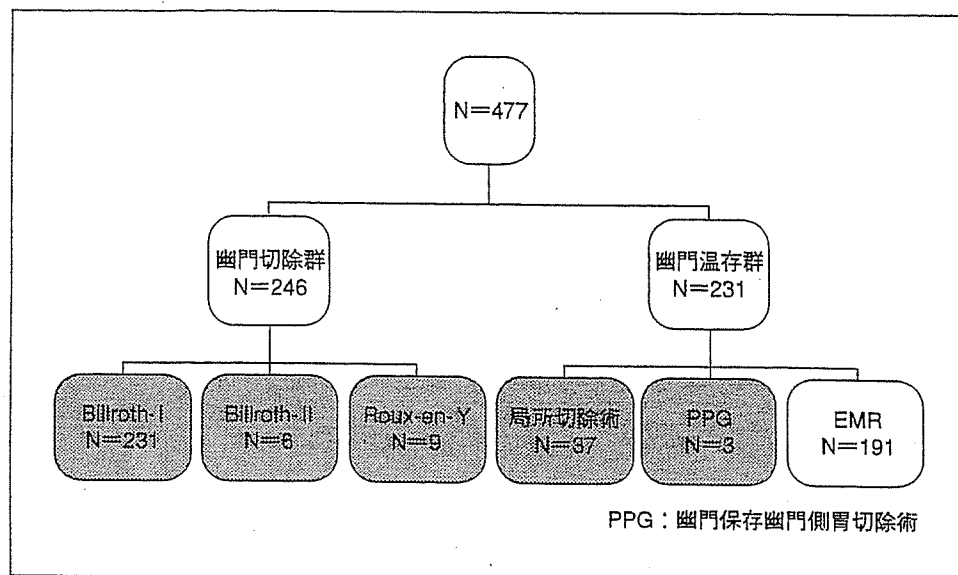 N＝477
幽門切除群
N＝246
幽門温存群
N＝231
Billroth-I
N＝231
Billroth-II
N＝6
Roux-en-Y
N＝9
局所切除術
N＝37
PPG
N＝3
EMR
N＝191
PPG：幽門保存幽門側胃切除術